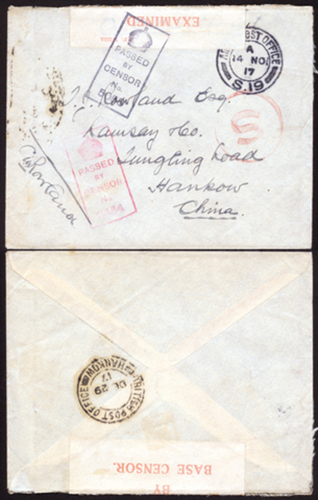 EXAMINED
PASSED
BY
CENSOR
No.
POST OFFICE
A
14 NO
17
S.19
S
Rowland Esq.
Ramsay & Co.
Lungling Road
Hankow
China.
PASSED
BY
CENSOR
No.
BRITISH POST OFFICE
HANKOW
DE 29
17
BY
BASE CENSOR.